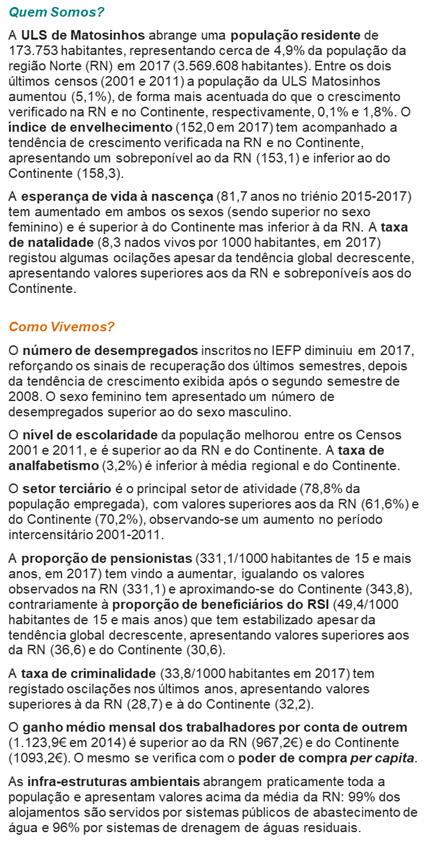 Quem Somos?
A ULS de Matosinhos abrange uma população residente de
173.753 habitantes, representando cerca de 4,9% da população da
região Norte (RN) em 2017 (3.569.608 habitantes). Entre os dois
últimos censos (2001 e 2011) a população da ULS Matosinhos
aumentou (5,1%), de forma mais acentuada do que o crescimento
verificado na RN e no Continente, respectivamente, 0,1% e 1,8%. O
índice de envelhecimento (152,0 em 2017) tem acompanhado a
tendência de crescimento verificada na RN e no Continente,
apresentando um sobreponível ao da RN (153,1) e inferior ao do
Continente (158,3).
A esperança de vida à nascença (81,7 anos no triénio 2015-2017)
tem aumentado em ambos os sexos (sendo superior no sexo
feminino) e é superior à do Continente mas inferior à da RN. A taxa
de natalidade (8,3 nados vivos por 1000 habitantes, em 2017)
registou algumas ocilações apesar da tendência global decrescente,
apresentando valores superiores aos da RN e sobreponíveis aos do
Continente.
Como Vivemos?
O número de desempregados inscritos no IEFP diminuiu em 2017,
reforçando os sinais de recuperação dos últimos semestres, depois
da tendência de crescimento exibida após o segundo semestre de
2008. O sexo feminino tem apresentado um número de
desempregados superior ao do sexo masculino.
O nível de escolaridade da população melhorou entre os Censos
2001 e 2011, e é superior ao da RN e do Continente. A taxa de
analfabetismo (3,2%) é inferior à média regional e do Continente.
O setor terciário é o principal setor de atividade (78,8% da
população empregada), com valores superiores aos da RN (61,6%) e
do Continente (70,2%), observando-se um aumento no período
intercensitário 2001-2011.
A proporção de pensionistas (331,1/1000 habitantes de 15 e mais
anos, em 2017) tem vindo a aumentar, igualando os valores
observados na RN (331,1) e aproximando-se do Continente (343,8),
contrariamente à proporção de beneficiários do RSI (49,4/1000
habitantes de 15 e mais anos) que tem estabilizado apesar da
tendência global decrescente, apresentando valores superiores aos
da RN (36,6) e do Continente (30,6).
A taxa de criminalidade (33,8/1000 habitantes em 2017) tem
registado oscilações nos últimos anos, apresentando valores
superiores à da RN (28,7) e à do Continente (32,2).
O ganho médio mensal dos trabalhadores por conta de outrem
(1.123,9€ em 2014) é superior ao da RN (967,2€) e do Continente
(1093,2€). O mesmo se verifica com o poder de compra per capita.
As infra-estruturas ambientais abrangem praticamente toda a
população e apresentam valores acima da média da RN: 99% dos
alojamentos são servidos por sistemas públicos de abastecimento de
água e 96% por sistemas de drenagem de águas residuais.